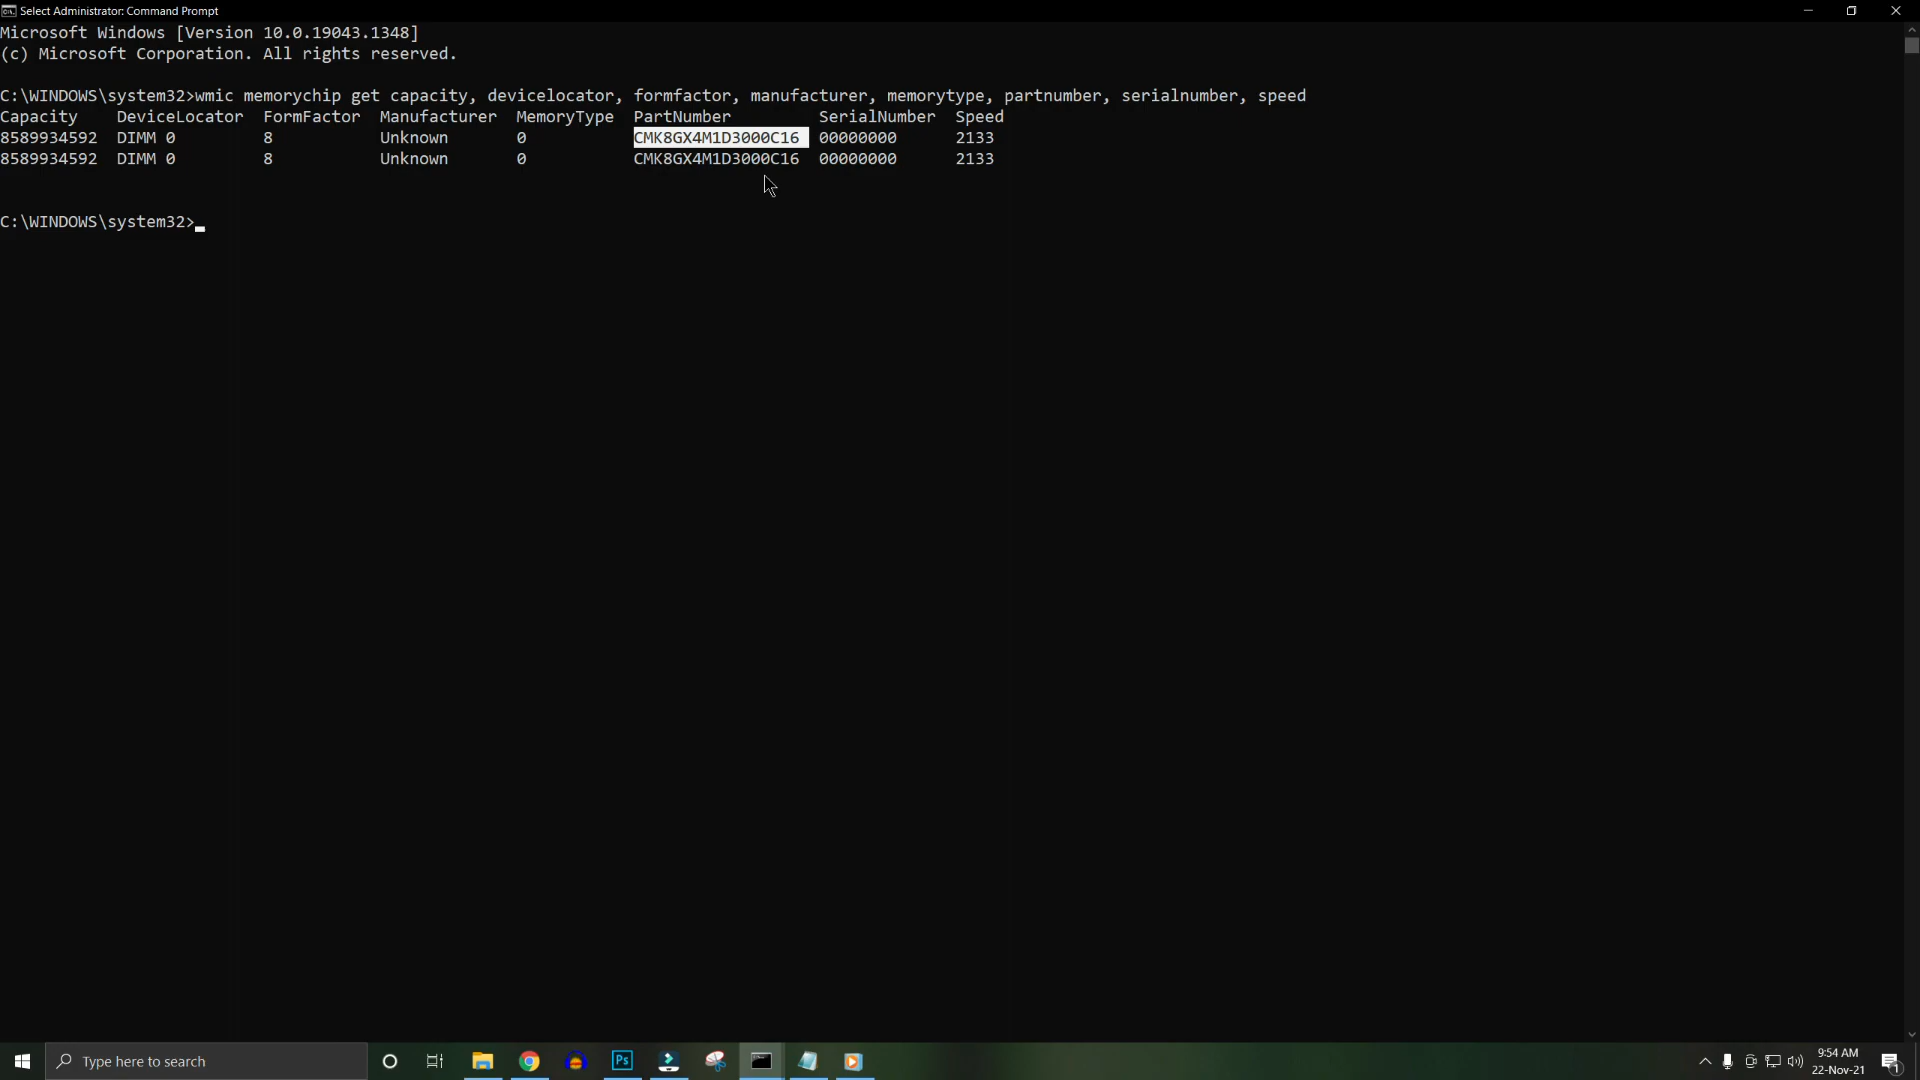 Select Administrator: Command Prompt
Microsoft Windows [Version 10.0.19043.1348]
(c) Microsoft Corporation. All rights reserved.
C:\WINDOWS\system32>wmic memorychip get capacity, devicelocator, formfactor, manufacturer, memorytype, partnumber, serialnumber, speed
Capacity DeviceLocator FormFactor Manufacturer MemoryType PartNumber SerialNumber Speed
8589934592 DIMM 0 8 Unknown 0 CMK8GX4M1D3000C16 00000000 2133
8589934592 DIMM 0 8 Unknown 0 CMK8GX4M1D3000C16 00000000 2133
C:\WINDOWS\system32>
Type here to search
Ps
9:54 AM
22-Nov-21
1